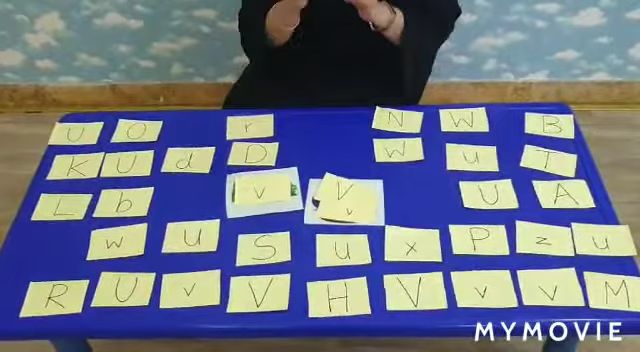 U O r N W B
K U d D w u T
L b v V v U A
w U S u x P z u
R U v V H V v v M
MYMOVIE